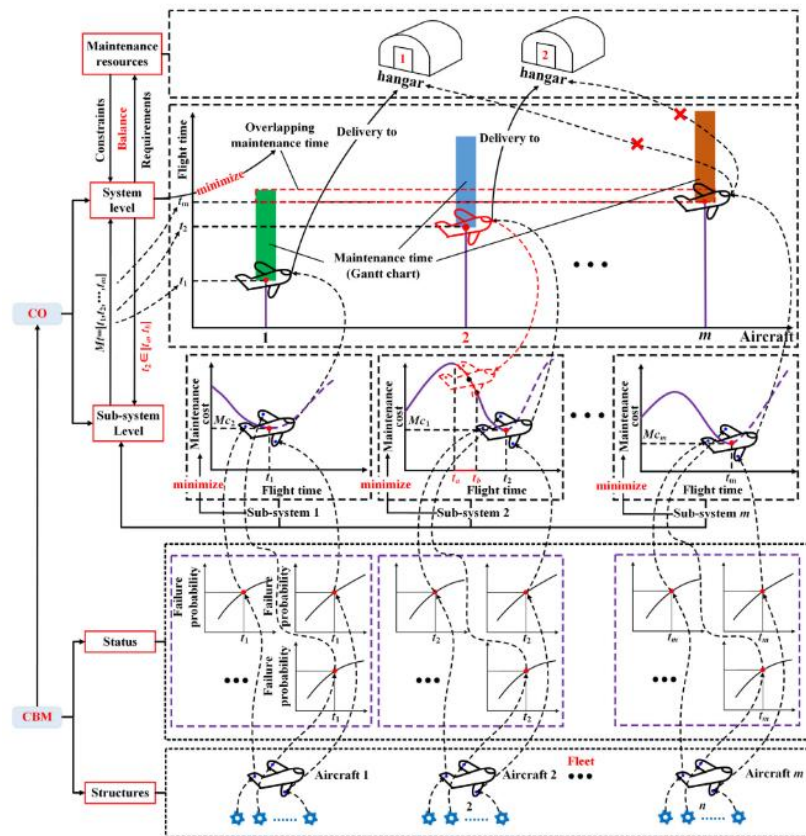 Maintenance
resources
1
hangar
2
hangar
Constraints
Balance
Requirements
System
level
minimize
CO
Mt=[t₁,t₂,···,tₘ]
t₂∈[tₐ, t_b]
Sub-system
Level
Flight time
Overlapping
maintenance time
Delivery to
Delivery to
tₘ
t₂
t₁
Maintenance time
(Gantt chart)
1
2
m
Aircraft
Maintenance
cost
Mc₂
t₁
Flight time
minimize
Sub-system 1
Maintenance
cost
Mc₁
tₐ
t_b
t₂
Flight time
minimize
Sub-system 2
Maintenance
cost
Mcₘ
tₘ
Flight time
minimize
Sub-system m
CBM
Status
Structures
Failure
probability
t₁
Failure
probability
t₁
Failure
probability
t₁
t₂
t₂
t₂
tₘ
tₘ
tₘ
Aircraft 1
Aircraft 2
Fleet
Aircraft m
2
n